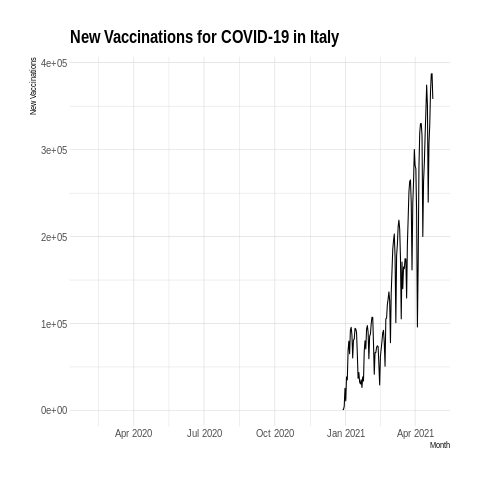 New Vaccinations for COVID-19 in Italy
New Vaccinations
4e+05
3e+05
2e+05
1e+05
0e+00
Apr 2020 Jul 2020 Oct 2020 Jan 2021 Apr 2021
Month